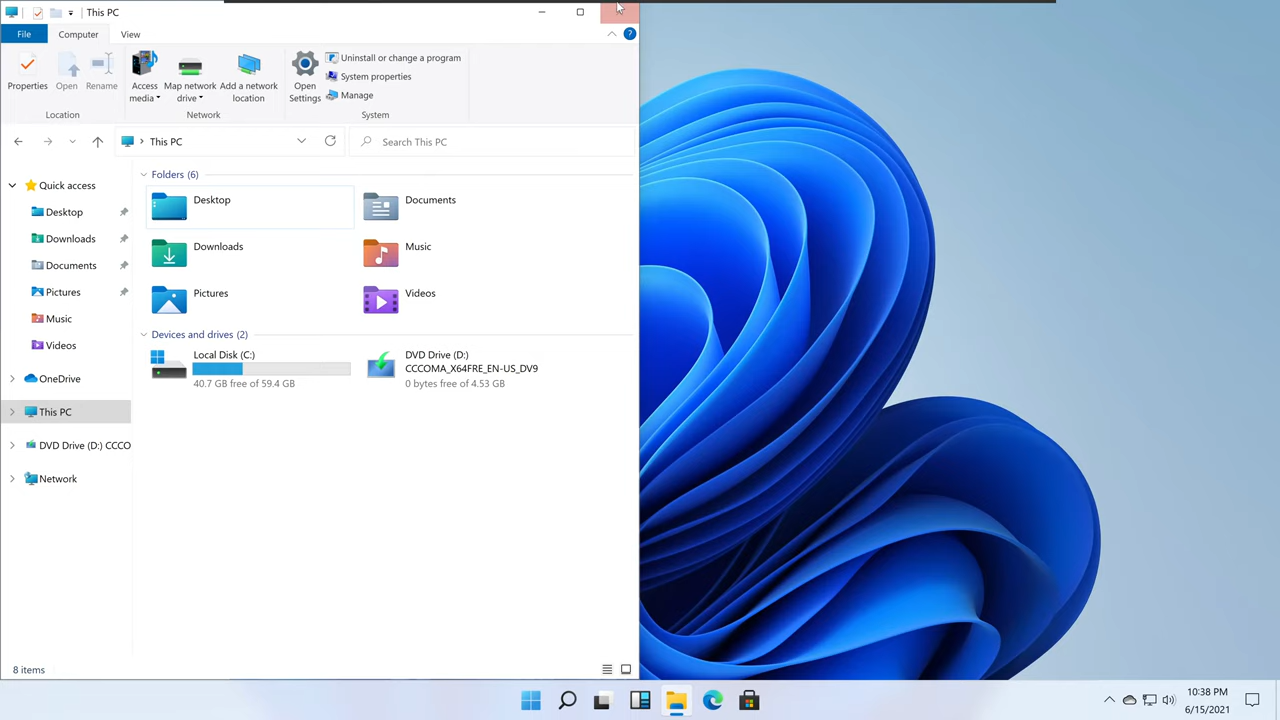 This PC
File Computer View
Properties Open Rename Access media Map network drive Add a network location Open Settings Uninstall or change a program
System properties
Manage
Location Network System
This PC Search This PC
Quick access
Desktop
Downloads
Documents
Pictures
Music
Videos
OneDrive
This PC
DVD Drive (D:) CCCO
Network
Folders (6)
Desktop Documents
Downloads Music
Pictures Videos
Devices and drives (2)
Local Disk (C:)
40.7 GB free of 59.4 GB
DVD Drive (D:)
CCCOMA_X64FRE_EN-US_DV9
0 bytes free of 4.53 GB
8 items
10:38 PM
6/15/2021